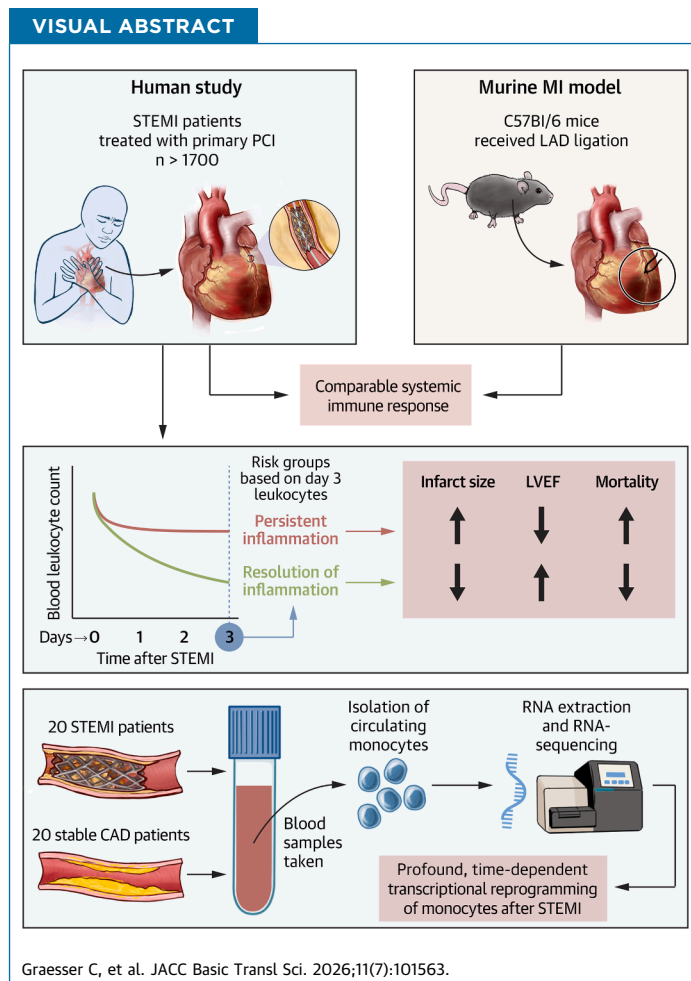 VISUAL ABSTRACT
Human study
STEMI patients
treated with primary PCI
n > 1700
Murine MI model
C57Bl/6 mice
received LAD ligation
Comparable systemic
immune response
Blood leukocyte count
Days → 0 1 2 3
Time after STEMI
Risk groups
based on day 3
leukocytes
Persistent
inflammation
Resolution of
inflammation
Infarct size LVEF Mortality
20 STEMI patients
20 stable CAD patients
Blood
samples
taken
Isolation of
circulating
monocytes
RNA extraction
and RNA-
sequencing
Profound, time-dependent
transcriptional reprogramming
of monocytes after STEMI
Graesser C, et al. JACC Basic Transl Sci. 2026;11(7):101563.